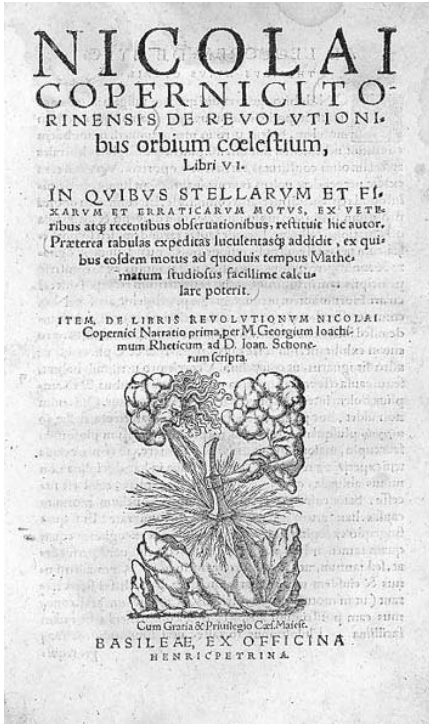 NICOLAI
COPERNICI TO-
RINENSIS DE REVOLVTIONI-
bus orbium cœlestium,
Libri VI.
IN QVIBVS STELLARVM ET FI-
XARVM ET ERRATICARVM MOTVS, EX VETE-
ribus atq; recentibus obseruationibus, restituit hic autor.
Præterea tabulas expeditas luculentasq; addidit, ex qui-
bus eosdem motus ad quoduis tempus Mathe-
matum studiosus facillime calcu-
lare poterit.
ITEM, DE LIBRIS REVOLVTIONVM NICOLAI
Copernici Narratio prima, per M. Georgium Ioachi-
mum Rheticum ad D. Ioan. Schone-
rum scripta.
Cum Gratia & Priuilegio Cæs. Maiest.
BASILEAE, EX OFFICINA
HENRICPETRINA.